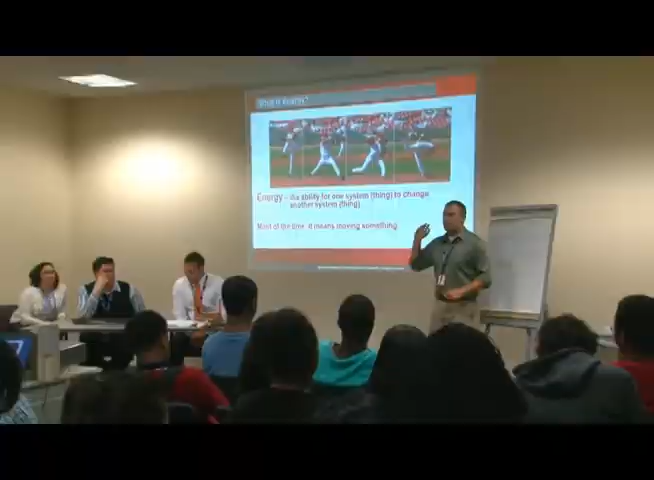 What is Energy?
Energy – the ability for one system (thing) to change
another system (thing)
Most of the time, it means moving something.